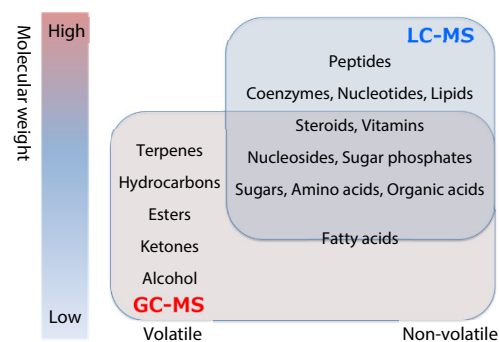 High
Molecular weight
Low
LC-MS
Peptides
Coenzymes, Nucleotides, Lipids
Steroids, Vitamins
Nucleosides, Sugar phosphates
Sugars, Amino acids, Organic acids
Fatty acids
Terpenes
Hydrocarbons
Esters
Ketones
Alcohol
GC-MS
Volatile
Non-volatile